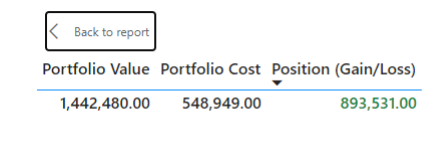 Back to report
Portfolio Value Portfolio Cost Position (Gain/Loss)
1,442,480.00 548,949.00 893,531.00